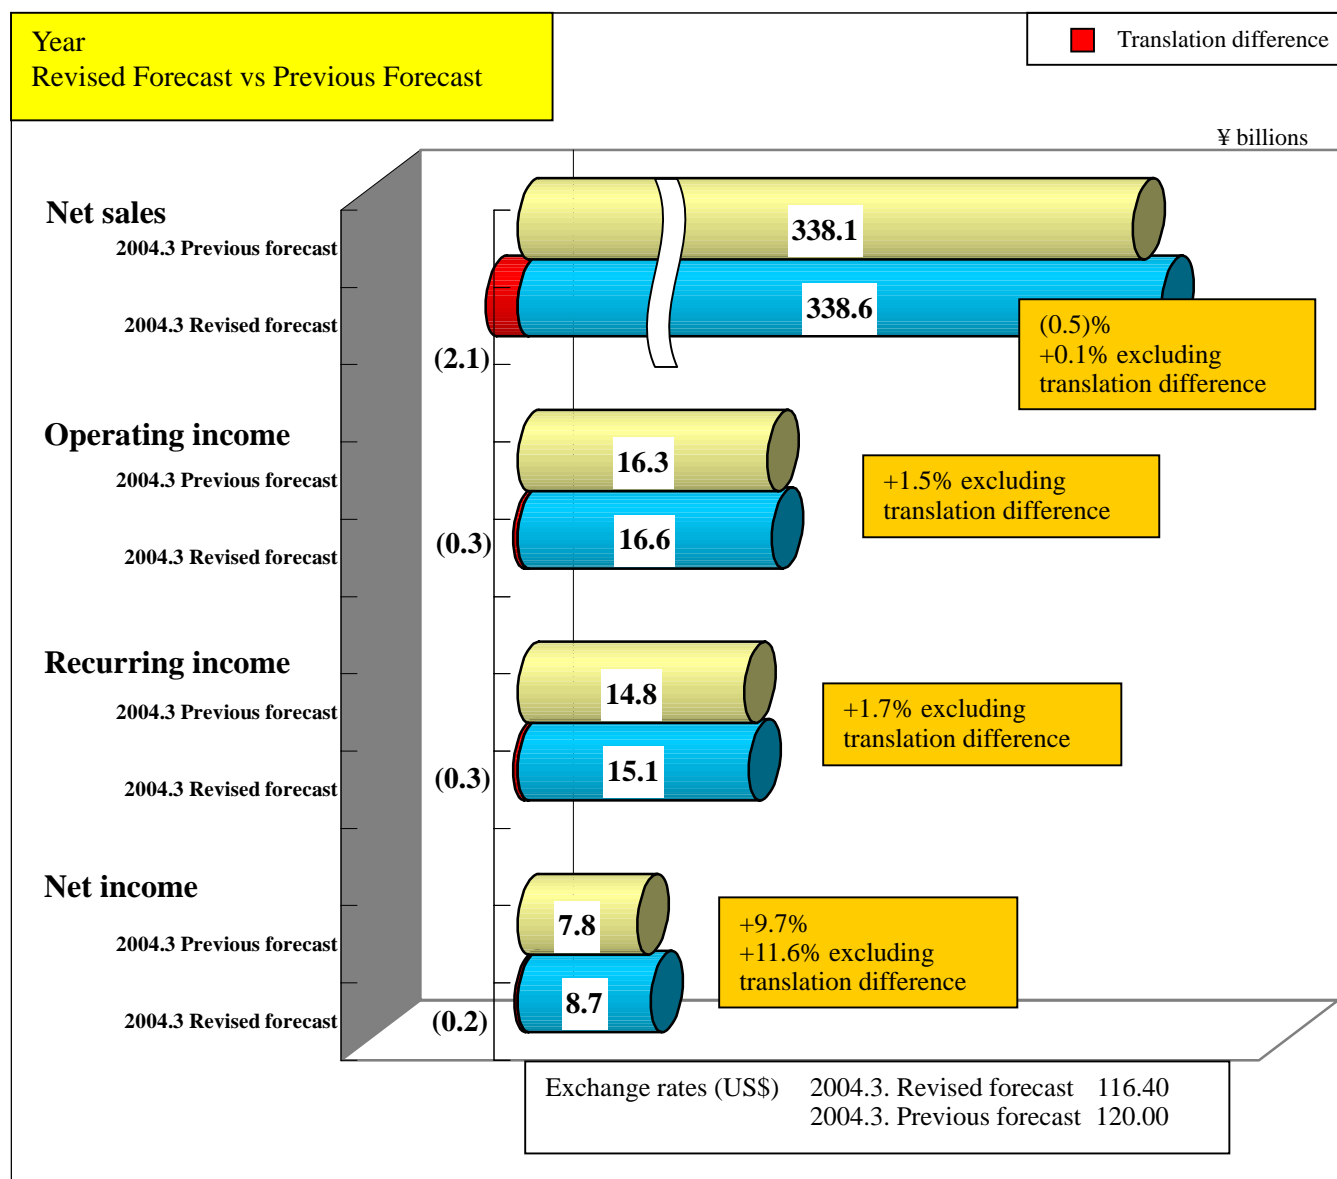 Year
Revised Forecast vs Previous Forecast
Translation difference
¥ billions
Net sales
2004.3 Previous forecast
338.1
2004.3 Revised forecast
338.6
(2.1)
(0.5)%
+0.1% excluding
translation difference
Operating income
2004.3 Previous forecast
16.3
2004.3 Revised forecast
16.6
(0.3)
+1.5% excluding
translation difference
Recurring income
2004.3 Previous forecast
14.8
2004.3 Revised forecast
15.1
(0.3)
+1.7% excluding
translation difference
Net income
2004.3 Previous forecast
7.8
2004.3 Revised forecast
8.7
(0.2)
+9.7%
+11.6% excluding
translation difference
Exchange rates (US$) 2004.3. Revised forecast 116.40
2004.3. Previous forecast 120.00